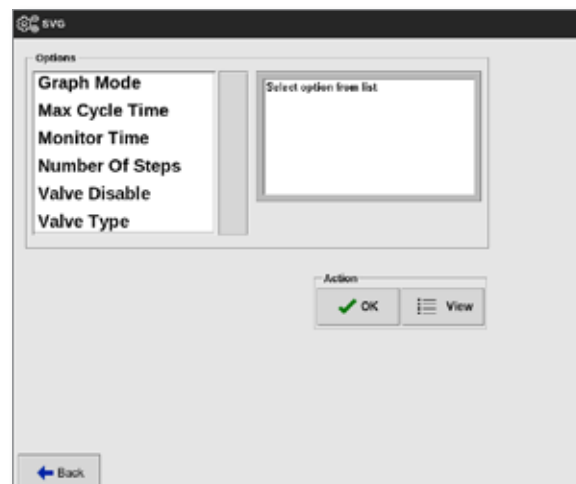 SVG
Options
Graph Mode
Max Cycle Time
Monitor Time
Number Of Steps
Valve Disable
Valve Type
Select option from list
Action
OK
View
Back